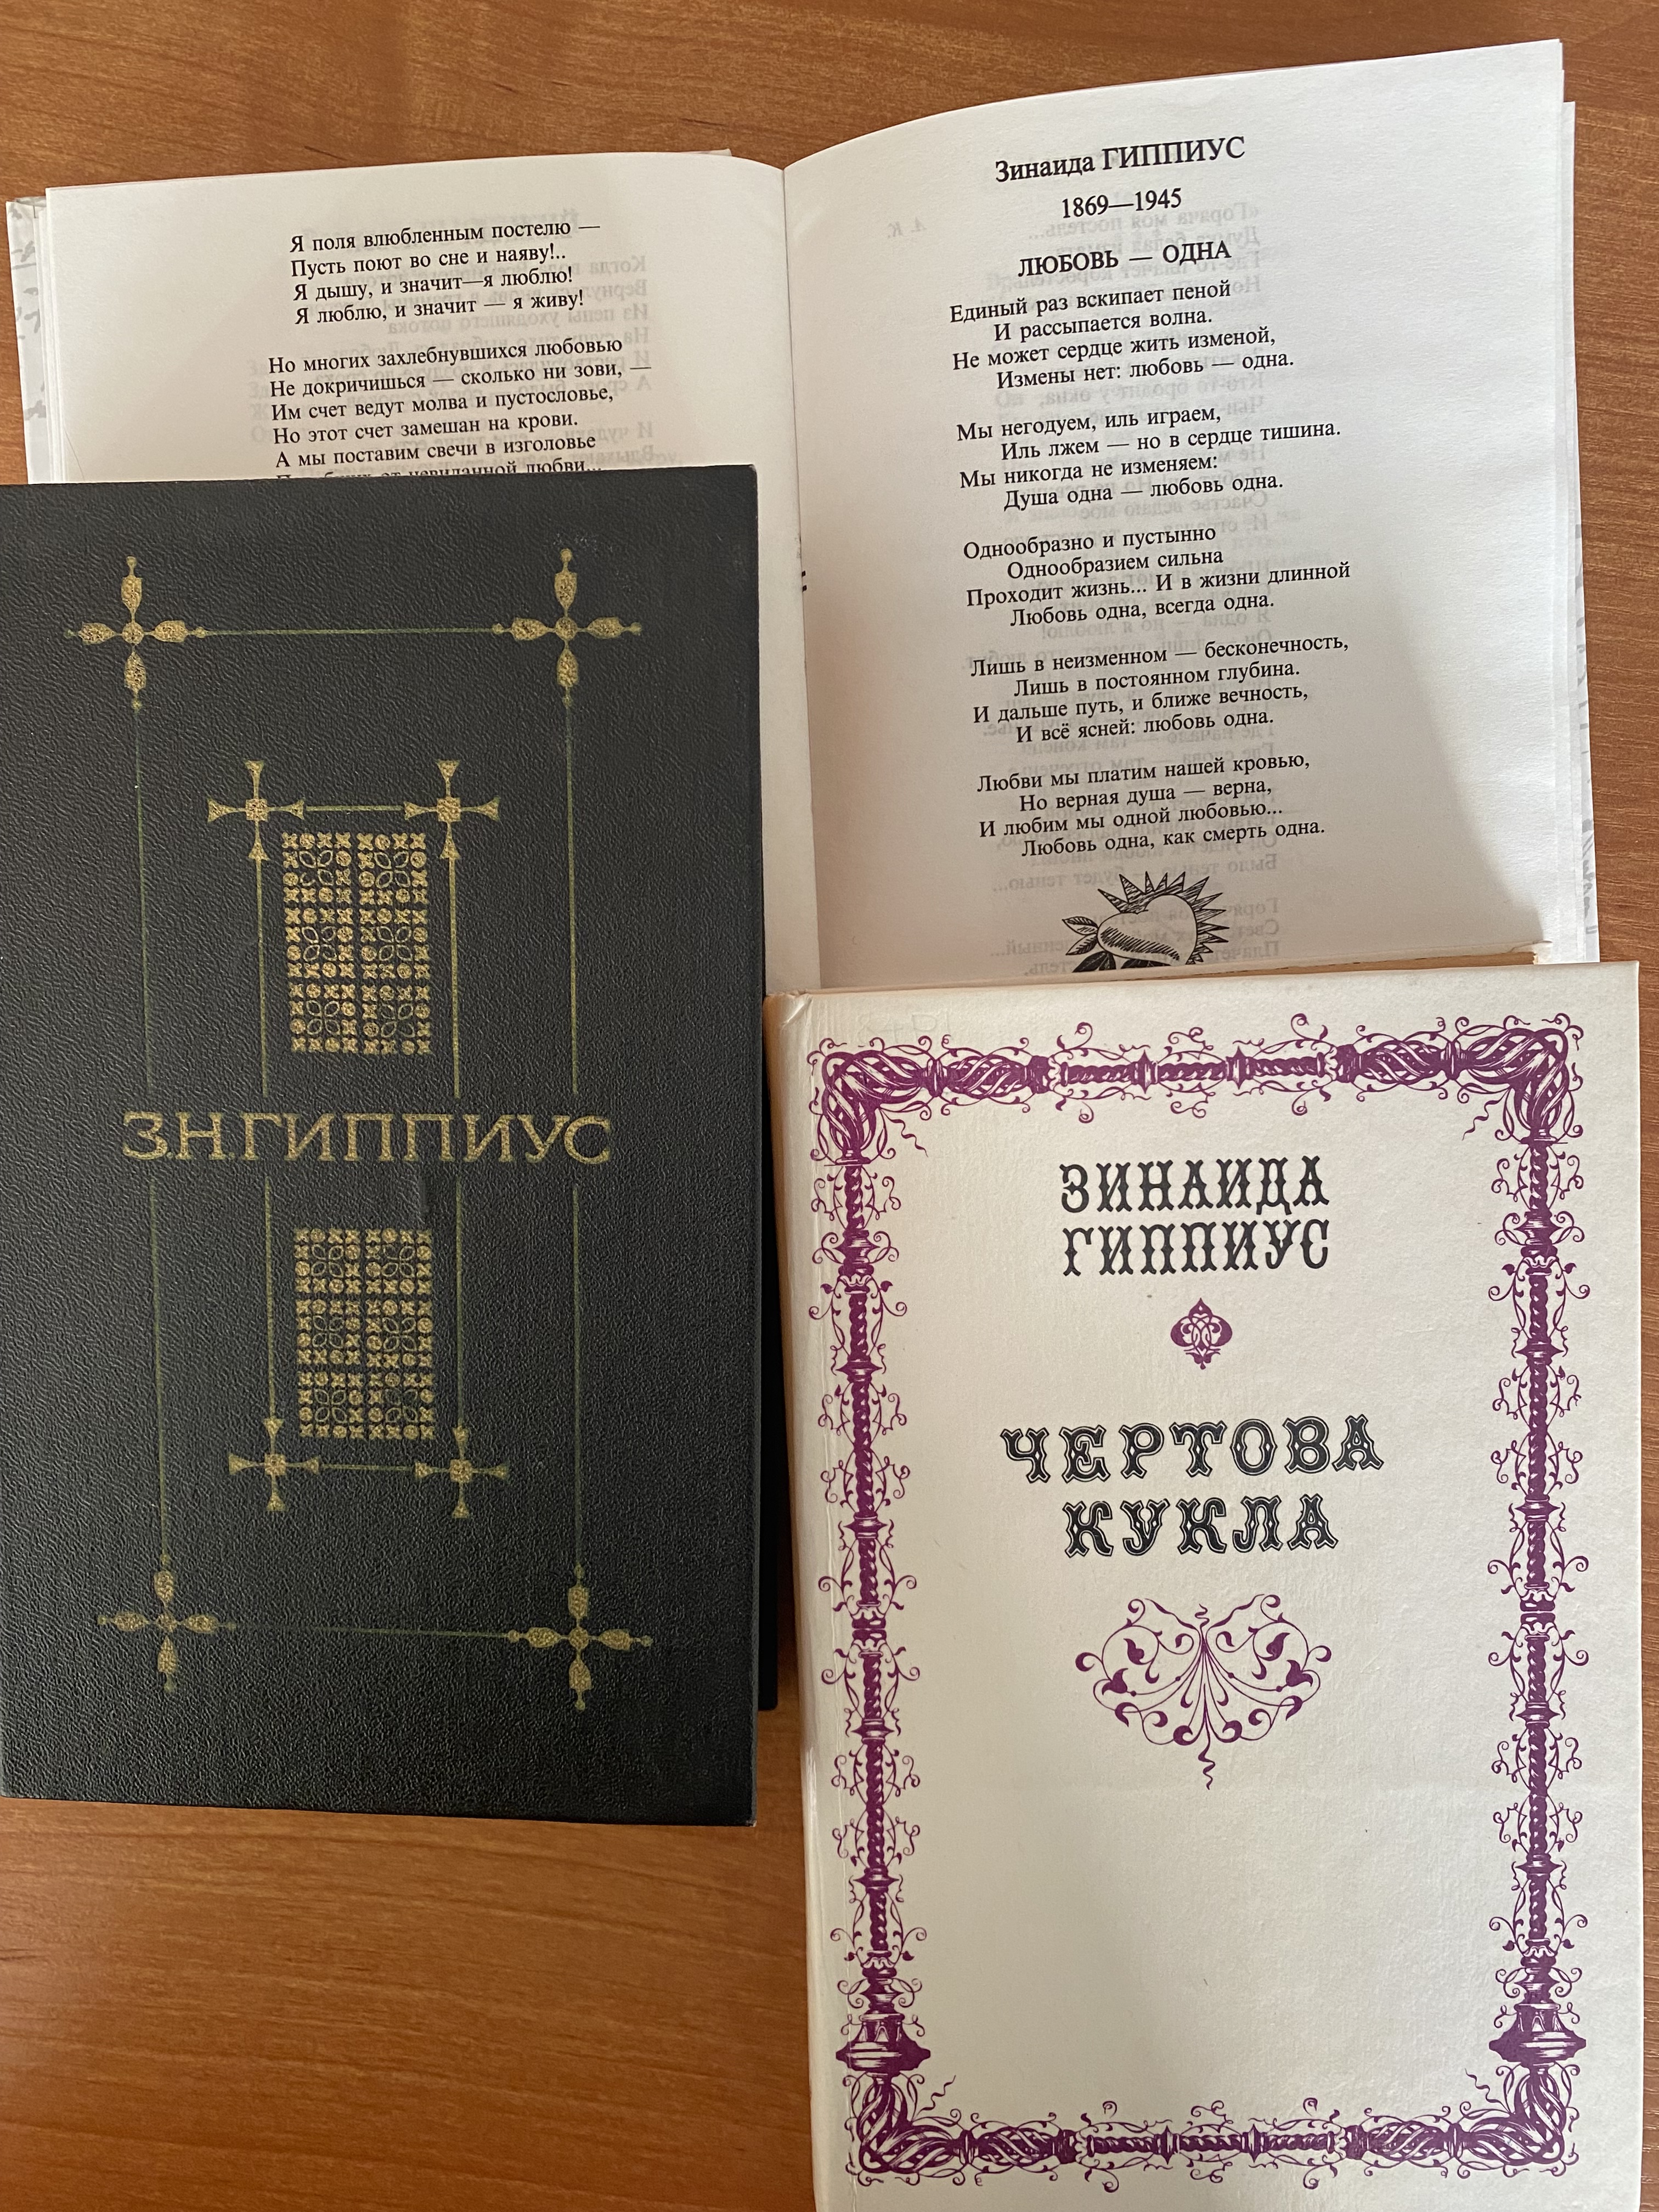 Я поля влюбленным постелю —
Пусть поют во сне и наяву!..
Я дышу, и значит—я люблю!
Я люблю, и значит — я живу!
Но многих захлебнувшихся любовью
Не докричишься — сколько ни зови, —
Им счет ведут молва и пустословье,
Но этот счет замешан на крови.
А мы поставим свечи в изголовье
от невиданной любви...
Зинаида ГИППИУС
1869—1945
ЛЮБОВЬ — ОДНА
Единый раз вскипает пеной
И рассыпается волна.
Не может сердце жить изменой,
Измены нет: любовь — одна.
Мы негодуем, иль играем,
Иль лжем — но в сердце тишина.
Мы никогда не изменяем:
Душа одна — любовь одна.
Однообразно и пустынно
Однообразием сильна
Проходит жизнь... И в жизни длинной
Любовь одна, всегда одна.
Лишь в неизменном — бесконечность,
Лишь в постоянном глубина.
И дальше путь, и ближе вечность,
И всё ясней: любовь одна.
Любви мы платим нашей кровью,
Но верная душа — верна,
И любим мы одной любовью...
Любовь одна, как смерть одна.
З.Н.ГИППИУС
ЗИНАИДА
ГИППИУС
ЧЕРТОВА
КУКЛА